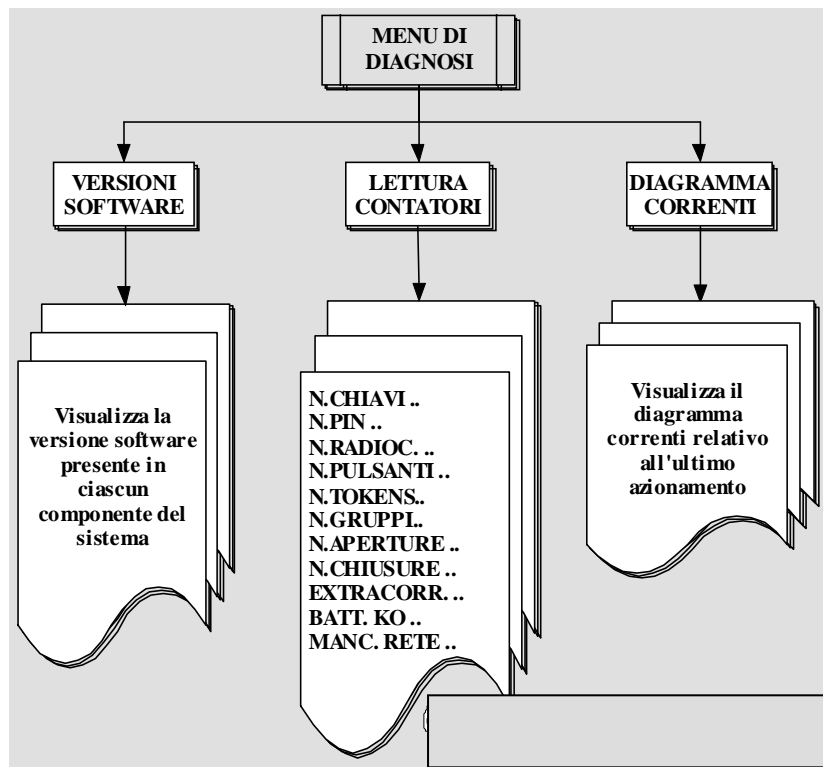 MENU DI
DIAGNOSI
VERSIONI
SOFTWARE
LETTURA
CONTATORI
DIAGRAMMA
CORRENTI
Visualizza la
versione software
presente in
ciascun
componente del
sistema
N.CHIAVI ..
N.PIN ..
N.RADIOC. ..
N.PULSANTI ..
N.TOKENS..
N.GRUPPI..
N.APERTURE ..
N.CHIUSURE ..
EXTRACORR. ..
BATT. KO ..
MANC. RETE ..
Visualizza il
diagramma
correnti relativo
all'ultimo
azionamento